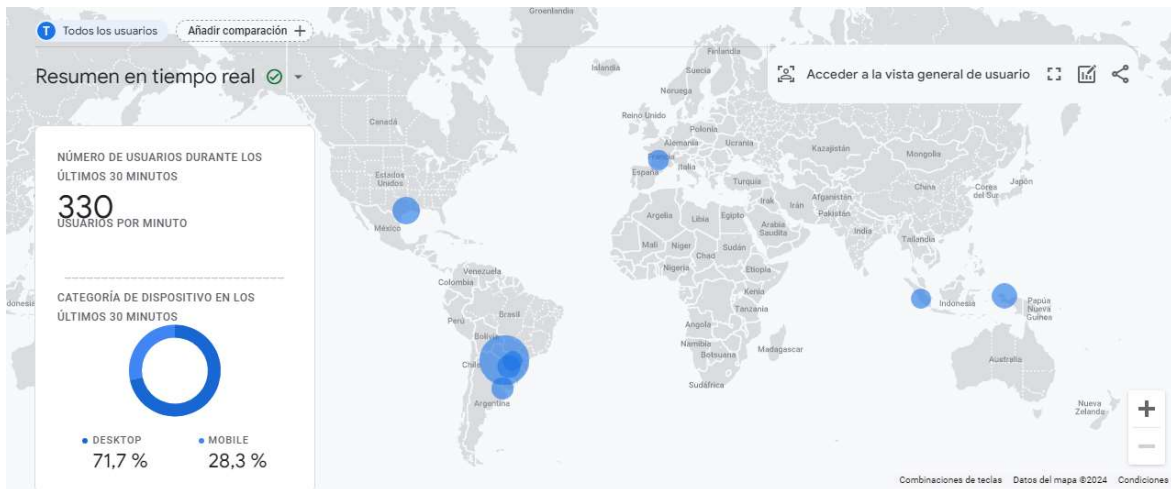 Groenlandia
T Todos los usuarios Añadir comparación +
Resumen en tiempo real
Acceder a la vista general de usuario
Finlandia
Islandia
Suecia
Noruega
Canadá
Reino Unido
Polonia
Alemania
Ucrania
Kazajistán
Mongolia
Francia
Italia
España
Turquía
Estados
Unidos
China
Corea
del Sur
Japón
Irak
Irán
Afganistán
Pakistán
México
Argelia
Libia
Egipto
Arabia
Saudita
India
Tailandia
Mali
Níger
Chad
Sudán
Nigeria
Etiopía
Venezuela
Colombia
Kenia
Tanzania
Indonesia
Papúa
Nueva
Guinea
Perú
Brasil
Bolivia
Angola
Namibia
Botsuana
Madagascar
Chile
Sudáfrica
Argentina
Australia
Nueva
Zelanda
NÚMERO DE USUARIOS DURANTE LOS
ÚLTIMOS 30 MINUTOS
330
USUARIOS POR MINUTO
CATEGORÍA DE DISPOSITIVO EN LOS
ÚLTIMOS 30 MINUTOS
DESKTOP MOBILE
71,7 % 28,3 %
+
−
Combinaciones de teclas Datos del mapa ©2024 Condiciones